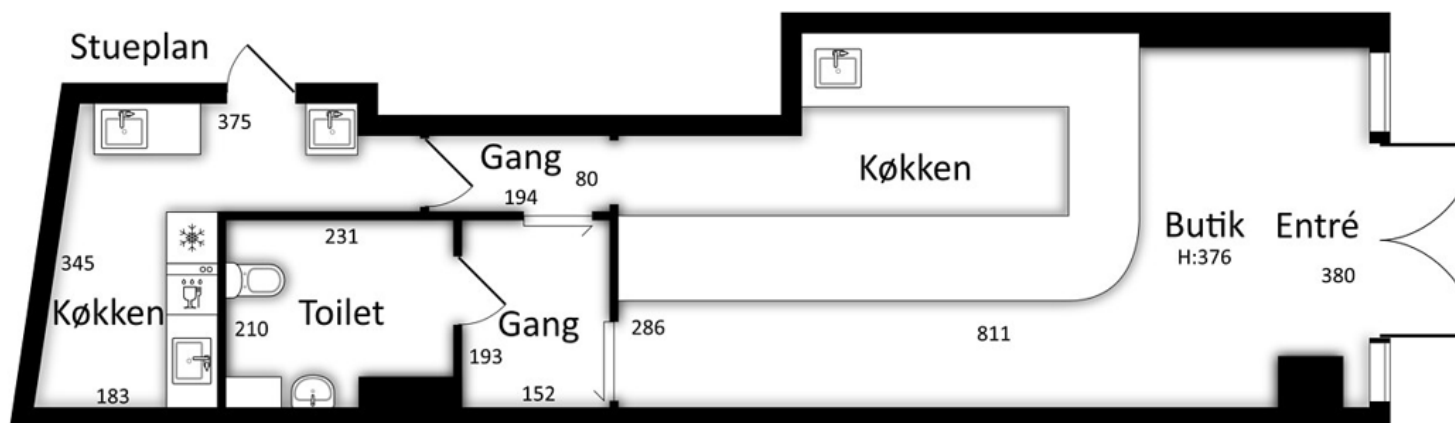 Stueplan
375
Gang
194
80
Køkken
Butik
H:376
Entré
380
345
Køkken
183
231
Toilet
210
Gang
193
152
286
811